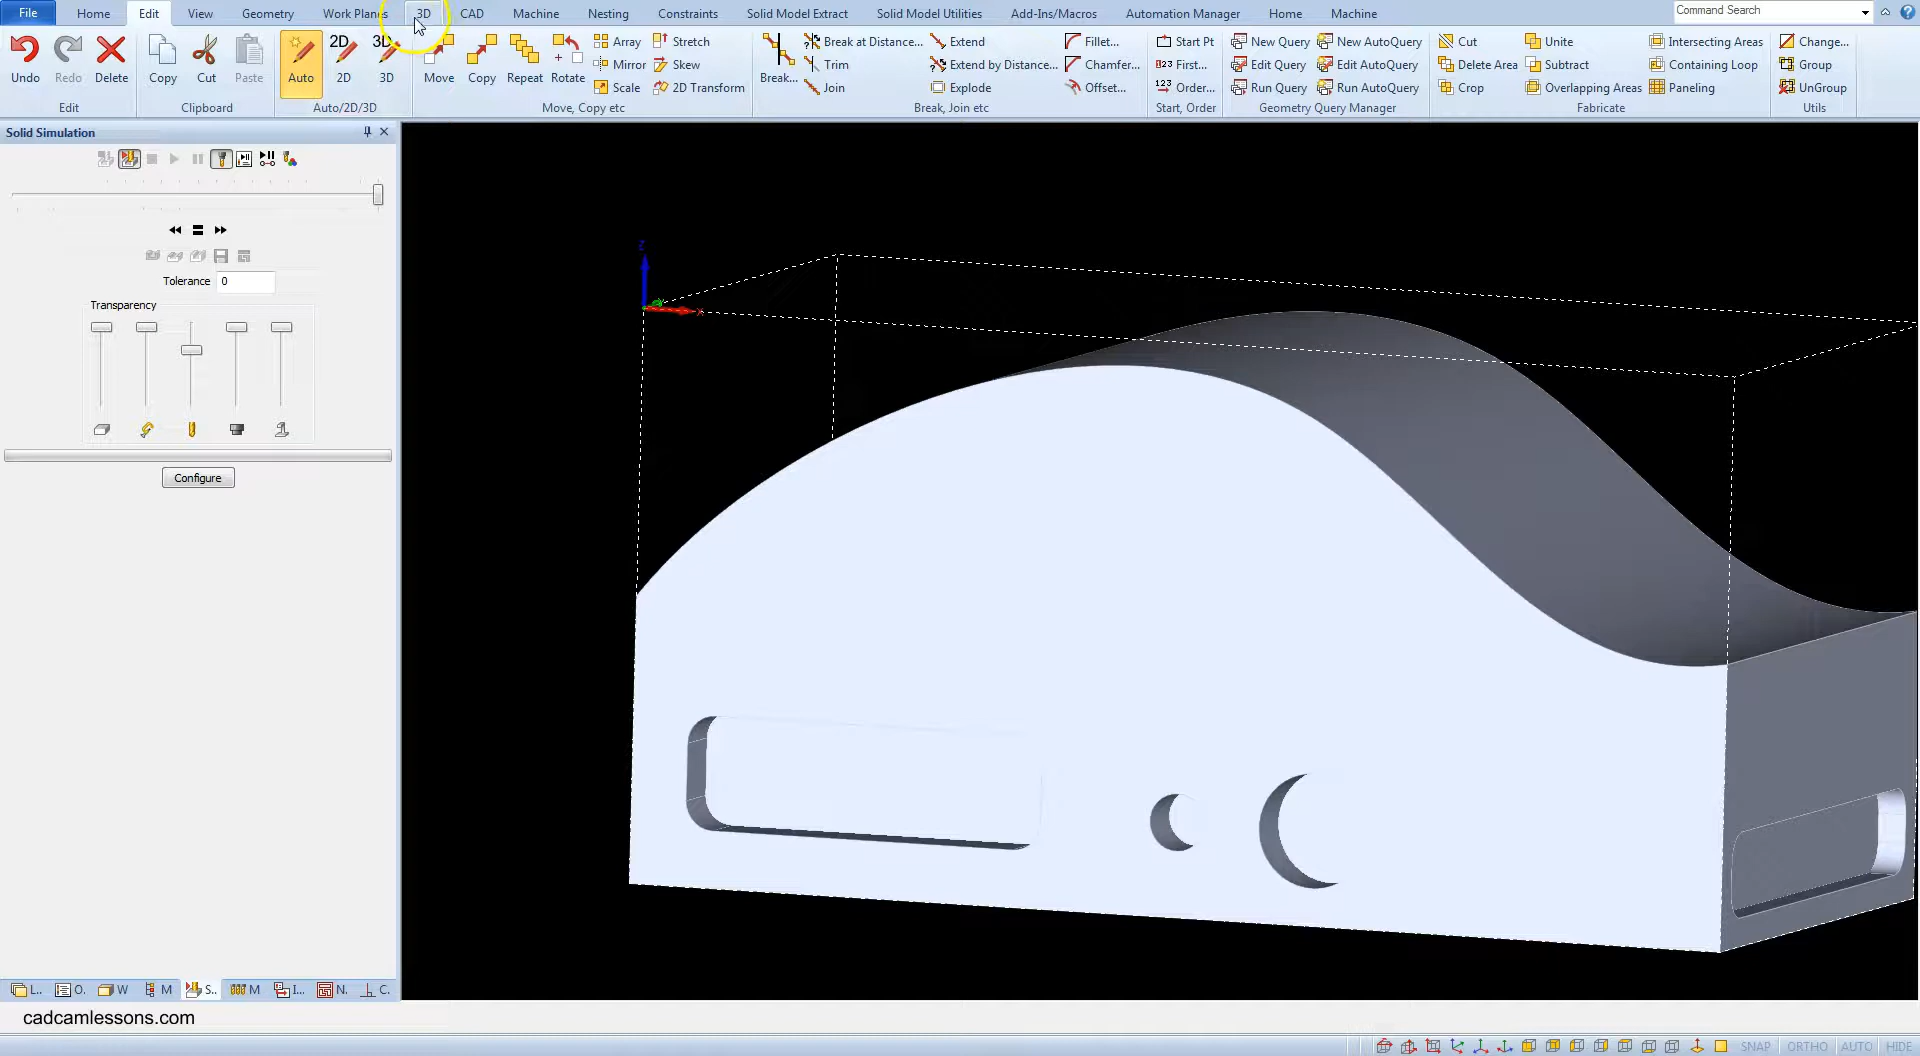 File Home Edit View Geometry Work Planes 3D CAD Machine Nesting Constraints Solid Model Extract Solid Model Utilities Add-Ins/Macros Automation Manager Home Machine Command Search
2D 3D Array Stretch Break at Distance... Extend Fillet... Start Pt New Query New AutoQuery Cut Unite Intersecting Areas Change...
Mirror Skew Trim Extend by Distance... Chamfer... First... Edit Query Edit AutoQuery Delete Area Subtract Containing Loop Group
Undo Redo Delete Copy Cut Paste Auto 2D 3D Move Copy Repeat Rotate Break...
Scale 2D Transform Join Explode Offset... Order... Run Query Run AutoQuery Crop Overlapping Areas Paneling UnGroup
Edit Clipboard Auto/2D/3D Move, Copy etc Break, Join etc Start, Order Geometry Query Manager Fabricate Utils
Solid Simulation
Tolerance 0
Transparency
Configure
Z
X
L.. O. W M S.. M I... N. C.
cadcamlessons.com
SNAP ORTHO AUTO HIDE